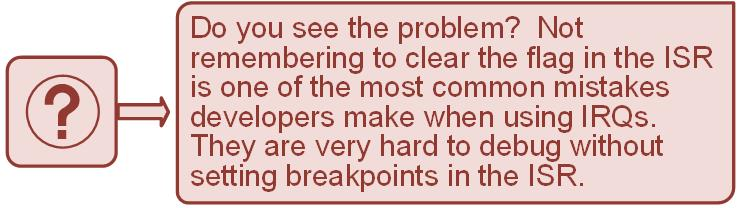 ?
Do you see the problem?  Not
remembering to clear the flag in the ISR
is one of the most common mistakes
developers make when using IRQs.
They are very hard to debug without
setting breakpoints in the ISR.